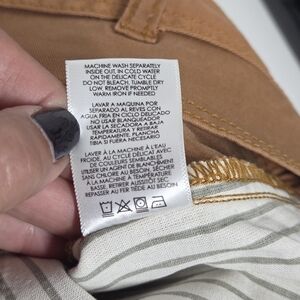 MACHINE WASH SEPARATELY
INSIDE OUT, IN COLD WATER
ON THE DELICATE CYCLE
DO NOT BLEACH, TUMBLE DRY
LOW, REMOVE PROMPTLY
WARM IRON IF NEEDED
LAVAR A MAQUINA POR
SEPARADO AL REVES CON
AGUA FRIA EN CICLO DELICADO
NO USAR BLANQUEADOR
USAR LA SECADORA A BAJA
TEMPERATURA Y RETIRAR
RAPIDAMENTE, PLANCHA
TIBIA SI FUERA NECESARIO
LAVER À LA MACHINE À L'EAU
FROIDE, AU CYCLE DÉLICAT AVEC
DE COULEURS SEMBLABLES
UTILISER UN AGENT DE BLANCHIMENT
SANS CHLORE, SÉCHER
À LA MACHINE À TEMPÉRATURE
BASSE, RETIRER AUSSITÔT SEC
REPASSER AU FER TIÈDE AU BESOIN